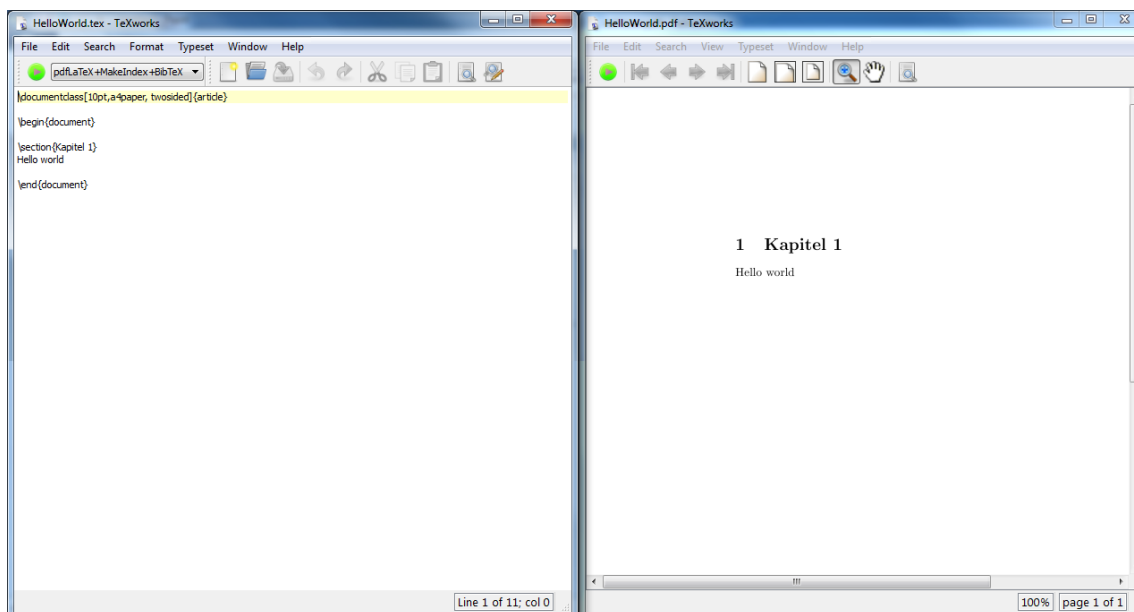 HelloWorld.tex - TeXworks
File Edit Search Format Typeset Window Help
pdfLaTeX+MakeIndex+BibTeX
\documentclass[10pt,a4paper, twosided]{article}
\begin{document}
\section{Kapitel 1}
Hello world
\end{document}
Line 1 of 11; col 0
HelloWorld.pdf - TeXworks
File Edit Search View Typeset Window Help
1 Kapitel 1
Hello world
100% page 1 of 1